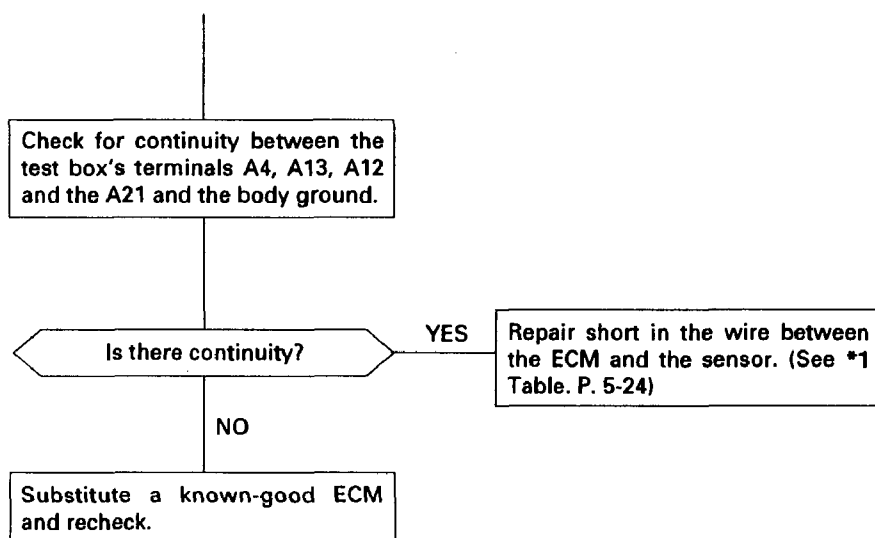 Check for continuity between the
test box's terminals A4, A13, A12
and the A21 and the body ground.
Is there continuity?
YES
Repair short in the wire between
the ECM and the sensor. (See *1
Table. P. 5-24)
NO
Substitute a known-good ECM
and recheck.